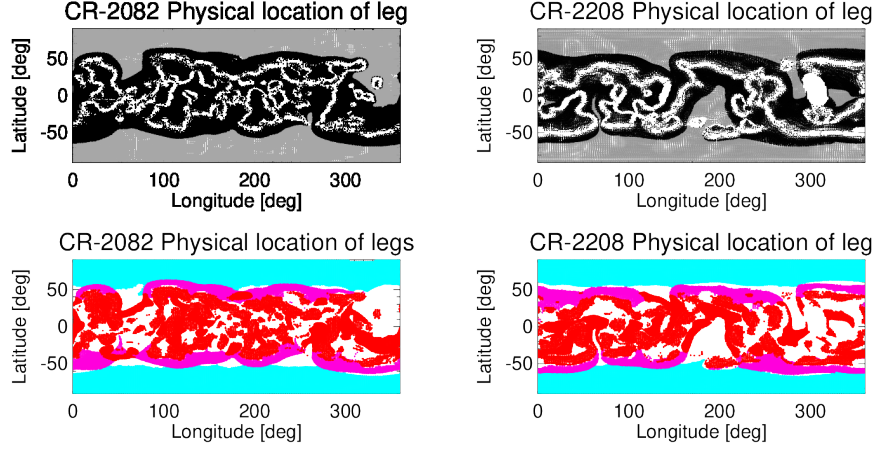 CR-2082 Physical location of leg
CR-2208 Physical location of leg
Latitude [deg]
50
0
-50
0 100 200 300
Longitude [deg]
Latitude [deg]
50
0
-50
0 100 200 300
Longitude [deg]
CR-2082 Physical location of legs
CR-2208 Physical location of leg
Latitude [deg]
50
0
-50
0 100 200 300
Longitude [deg]
Latitude [deg]
50
0
-50
0 100 200 300
Longitude [deg]